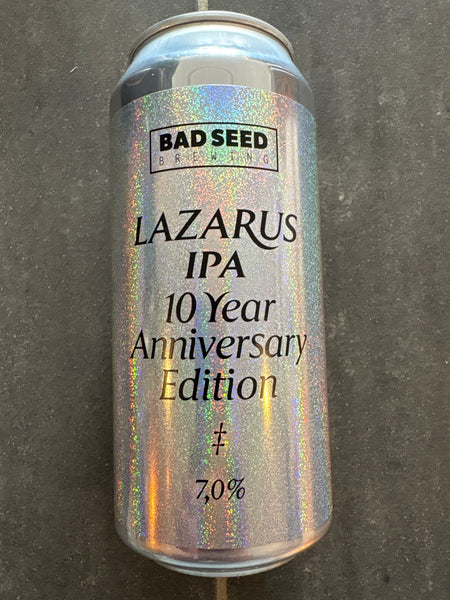 BAD SEED
BREWING
LAZARUS
IPA
10 Year
Anniversary
Edition
‡
7,0%